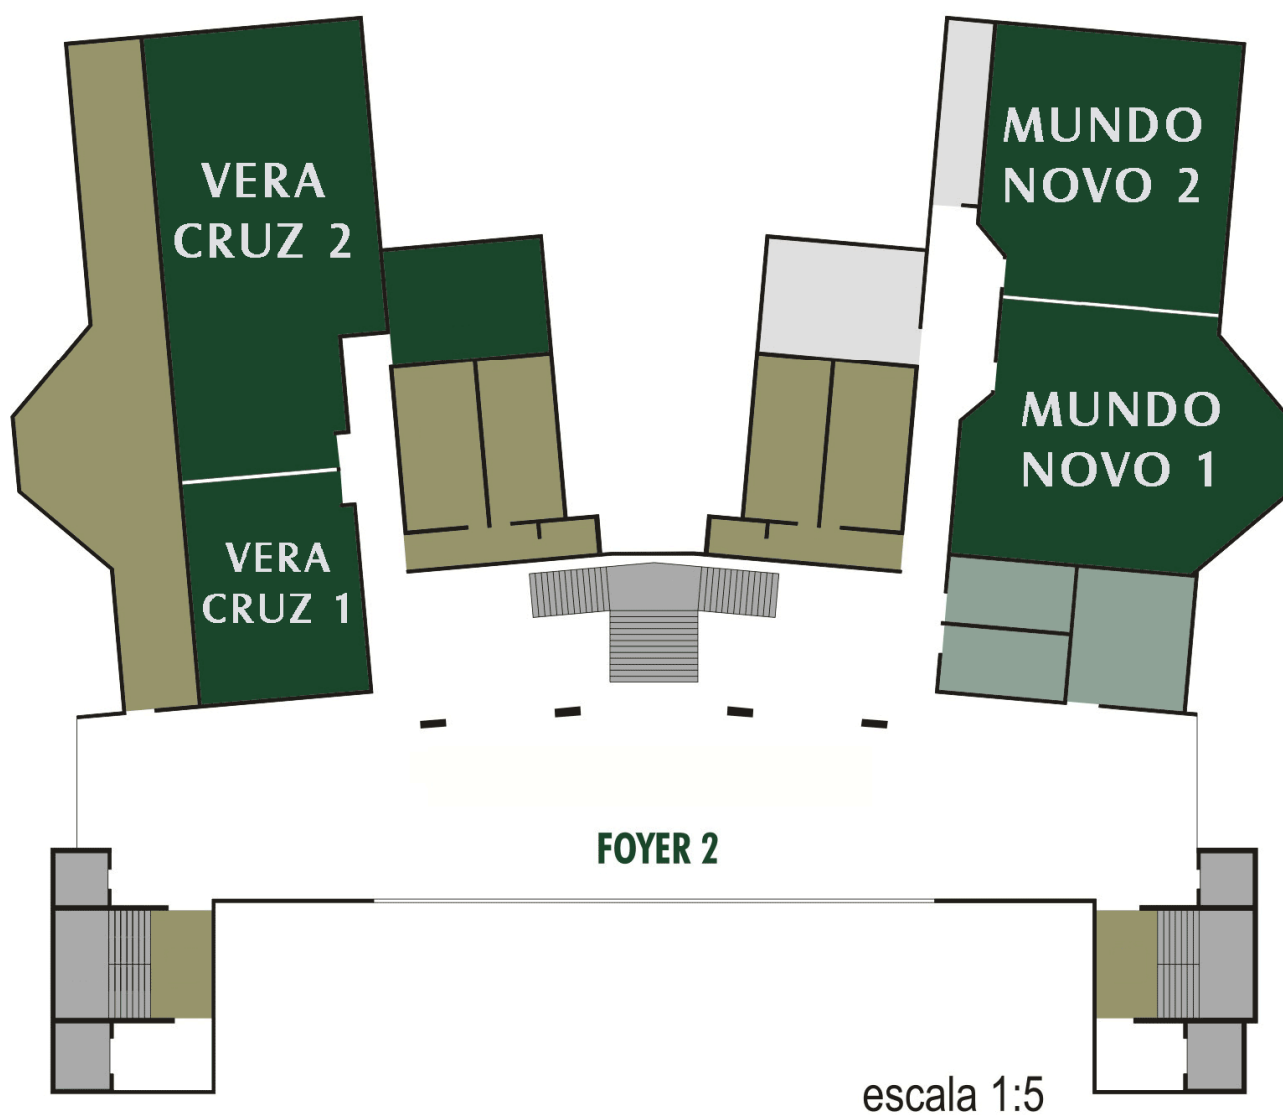 VERA
CRUZ 2
MUNDO
NOVO 2
MUNDO
NOVO 1
VERA
CRUZ 1
FOYER 2
escala 1:5